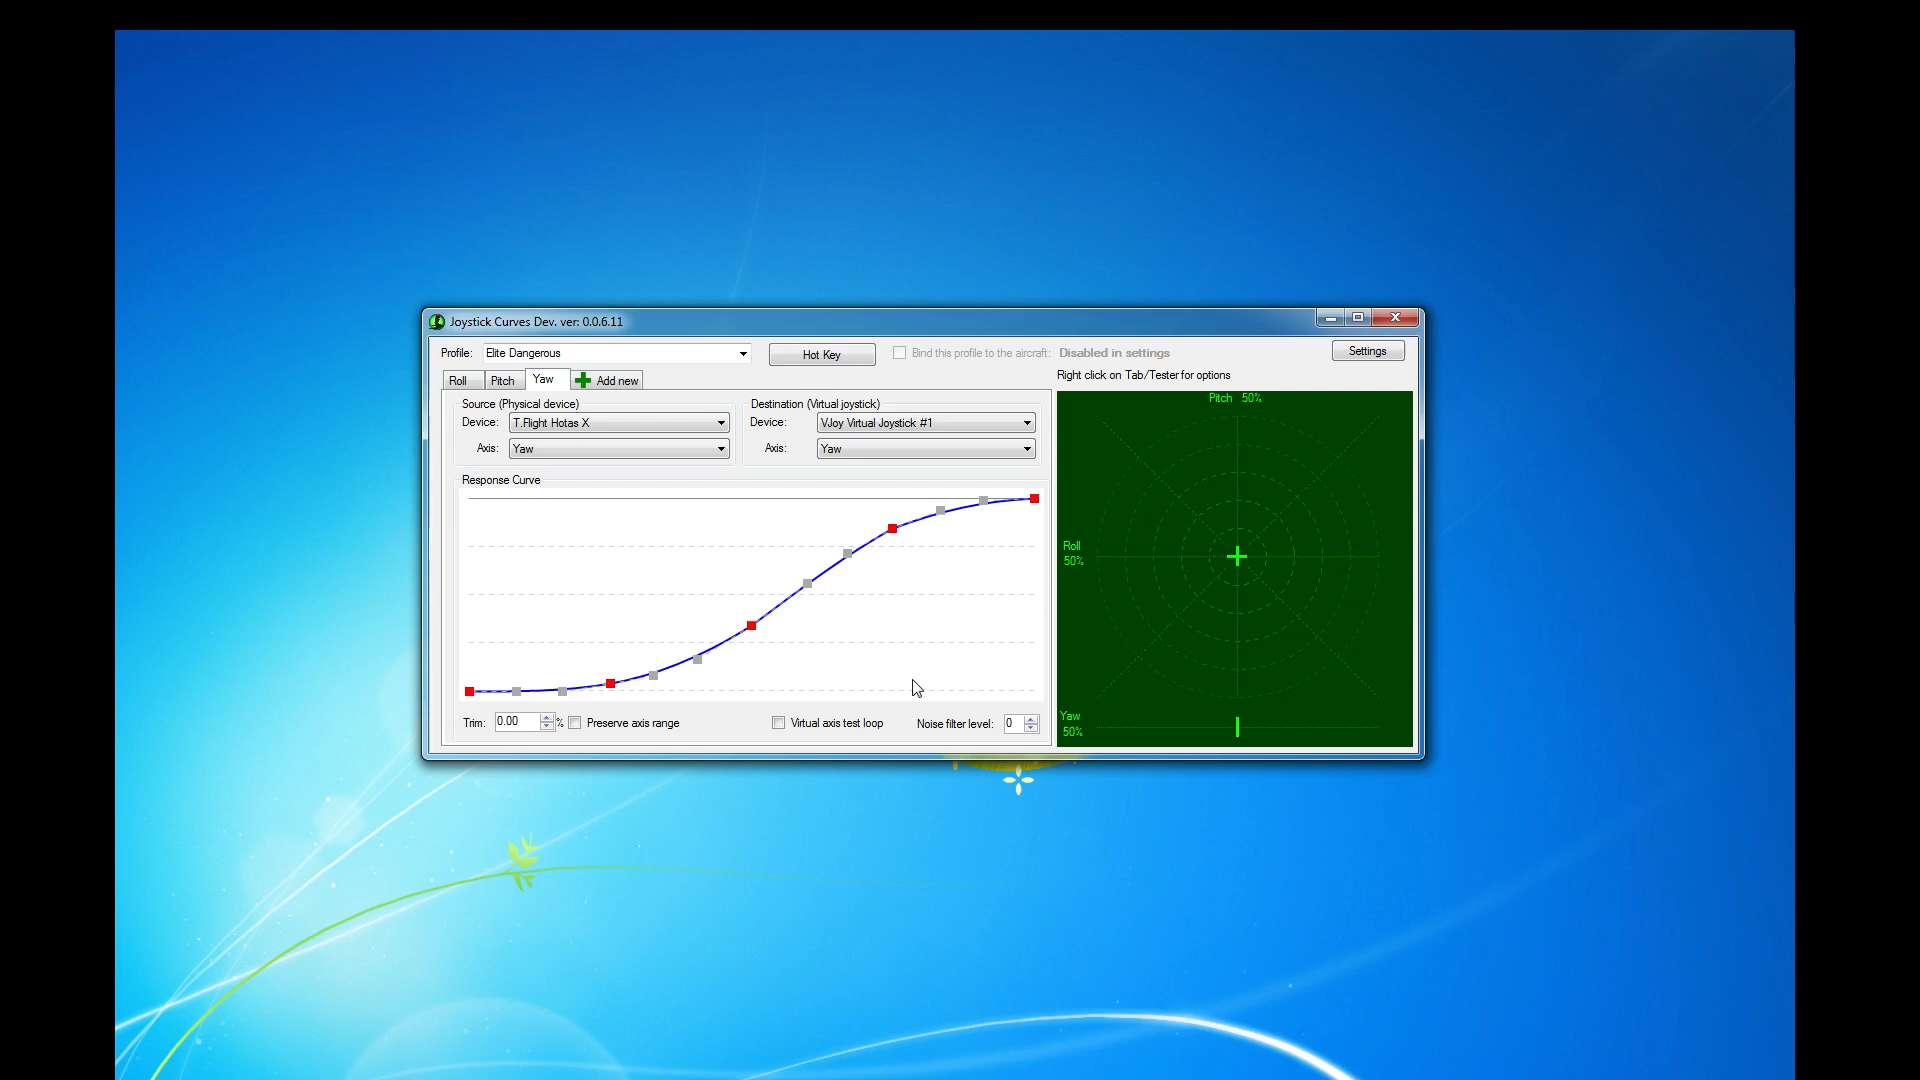 Joystick Curves Dev. ver: 0.0.6.11
Profile: Elite Dangerous Hot Key Bind this profile to the aircraft: Disabled in settings Settings
Roll Pitch Yaw Add new Right click on Tab/Tester for options
Source (Physical device) Destination (Virtual joystick)
Device: T.Flight Hotas X Device: VJoy Virtual Joystick #1
Axis: Yaw Axis: Yaw
Response Curve
Trim: 0.00 % Preserve axis range Virtual axis test loop Noise filter level: 0
Pitch 50%
Roll
50%
Yaw
50%